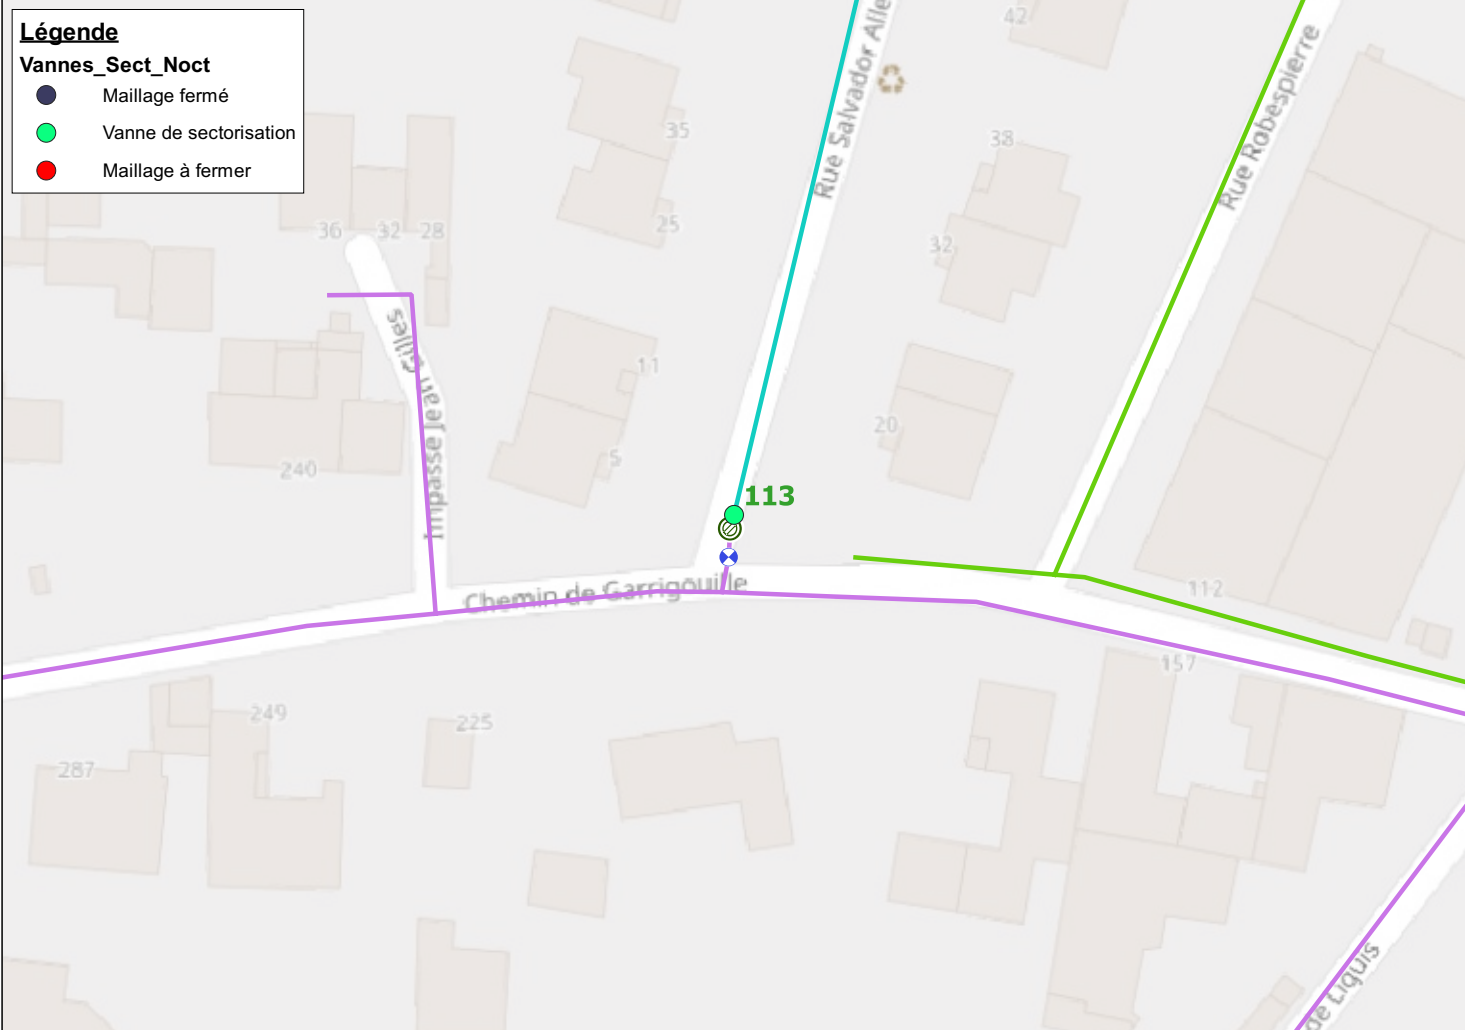 Légende
Vannes_Sect_Noct
Maillage fermé
Vanne de sectorisation
Maillage à fermer
42
Rue Salvador Alle
Rue Robespierre
35
38
25
32
36 32 28
Impasse Jean Gilles
11
20
5
240
113
Chemin de Garrigouille
112
157
249
225
287
de Liquis